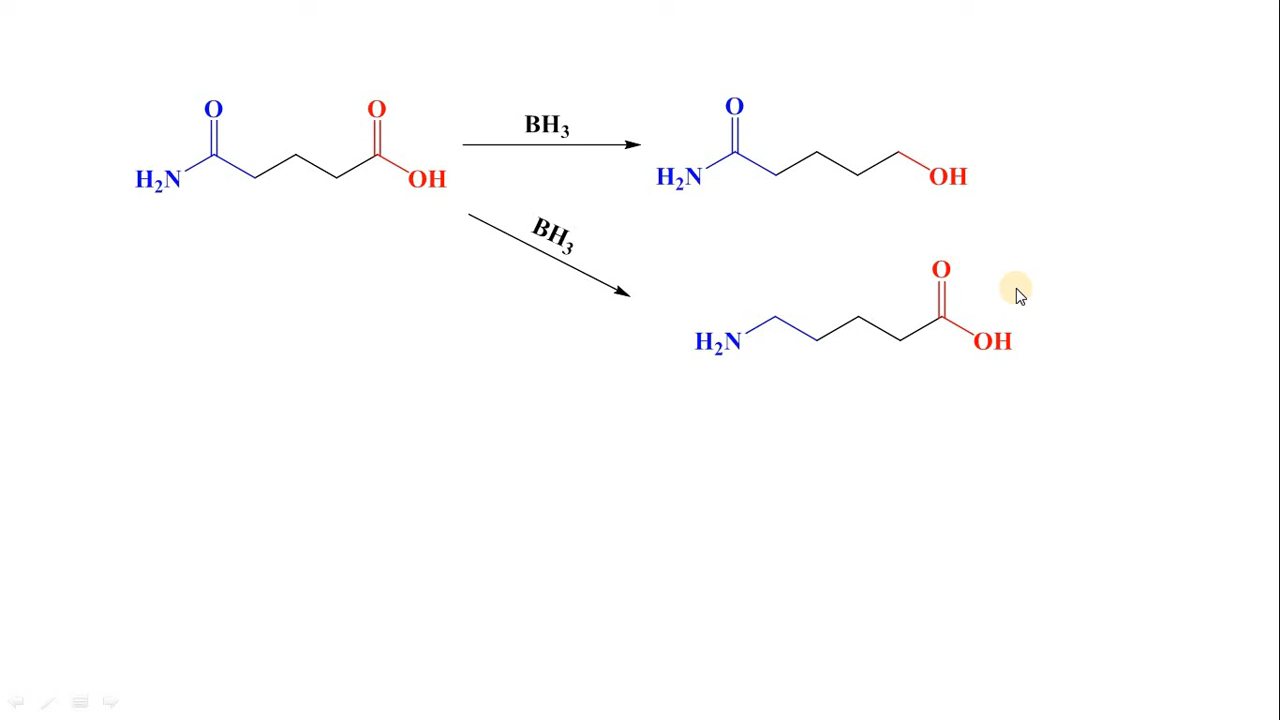 O O BH₃ O
H₂N OH H₂N OH
BH₃
O
H₂N OH